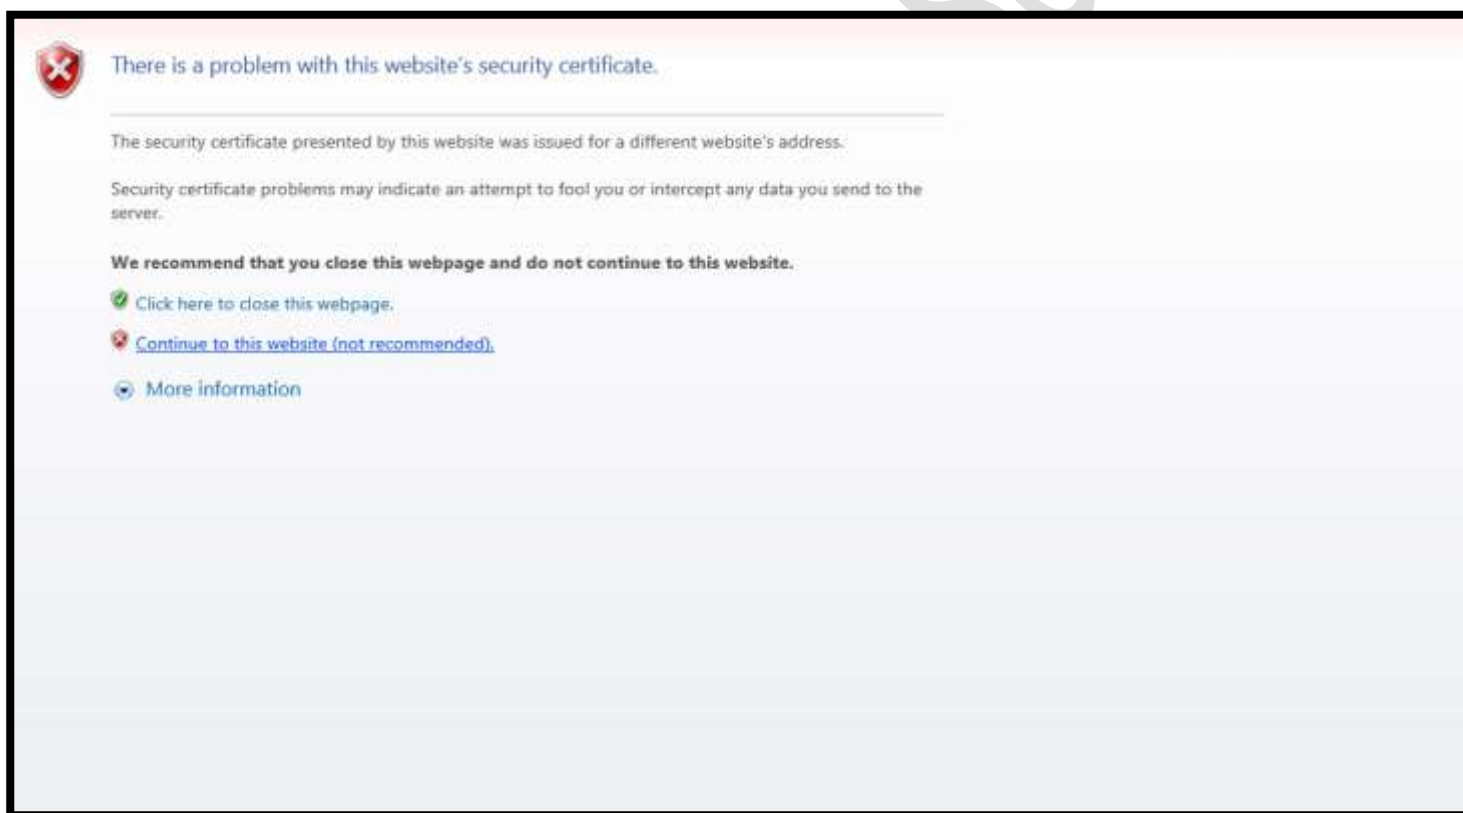 There is a problem with this website's security certificate.
The security certificate presented by this website was issued for a different website's address.
Security certificate problems may indicate an attempt to fool you or intercept any data you send to the
server.
We recommend that you close this webpage and do not continue to this website.
Click here to close this webpage.
Continue to this website (not recommended).
More information